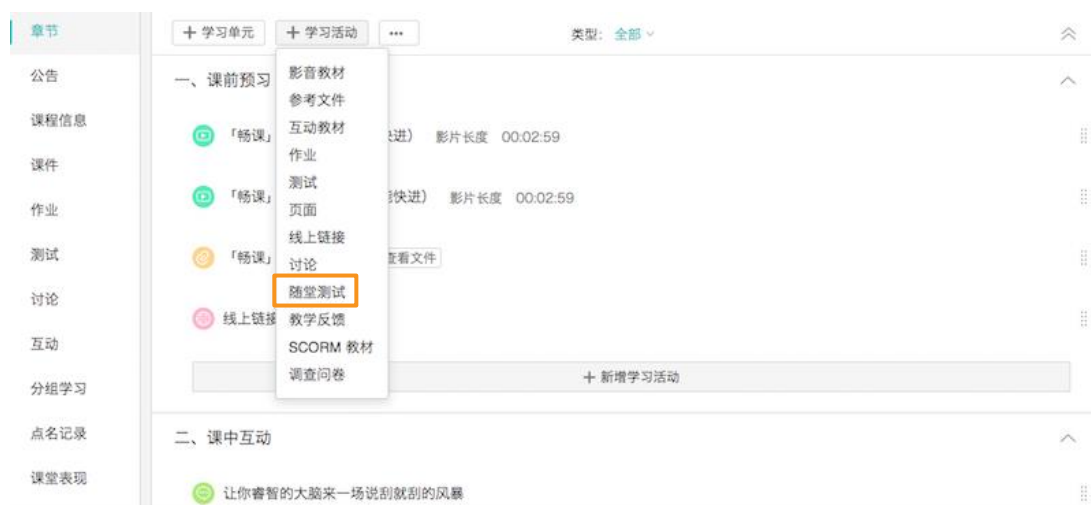 章节
公告
课程信息
课件
作业
测试
讨论
互动
分组学习
点名记录
课堂表现
+ 学习单元
+ 学习活动
•••
类型: 全部
影音教材
参考文件
互动教材
作业
测试
页面
线上链接
讨论
随堂测试
教学反馈
SCORM 教材
调查问卷
一、课前预习
「畅课」 快进） 影片长度 00:02:59
「畅课」 快进） 影片长度 00:02:59
「畅课」 查看文件
线上链接
+ 新增学习活动
二、课中互动
让你睿智的大脑来一场说刮就刮的风暴